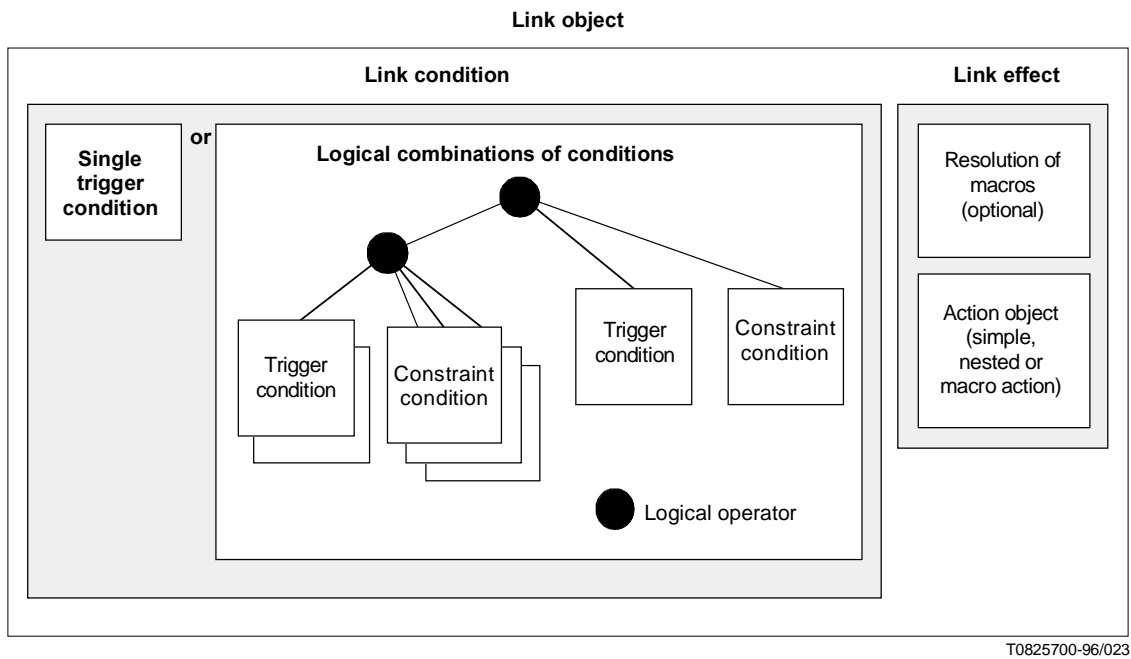 Link object
Link condition
Link effect
Single
trigger
condition
or
Logical combinations of conditions
Trigger
condition
Constraint
condition
Trigger
condition
Constraint
condition
Logical operator
Resolution of
macros
(optional)
Action object
(simple,
nested or
macro action)
T0825700-96/023